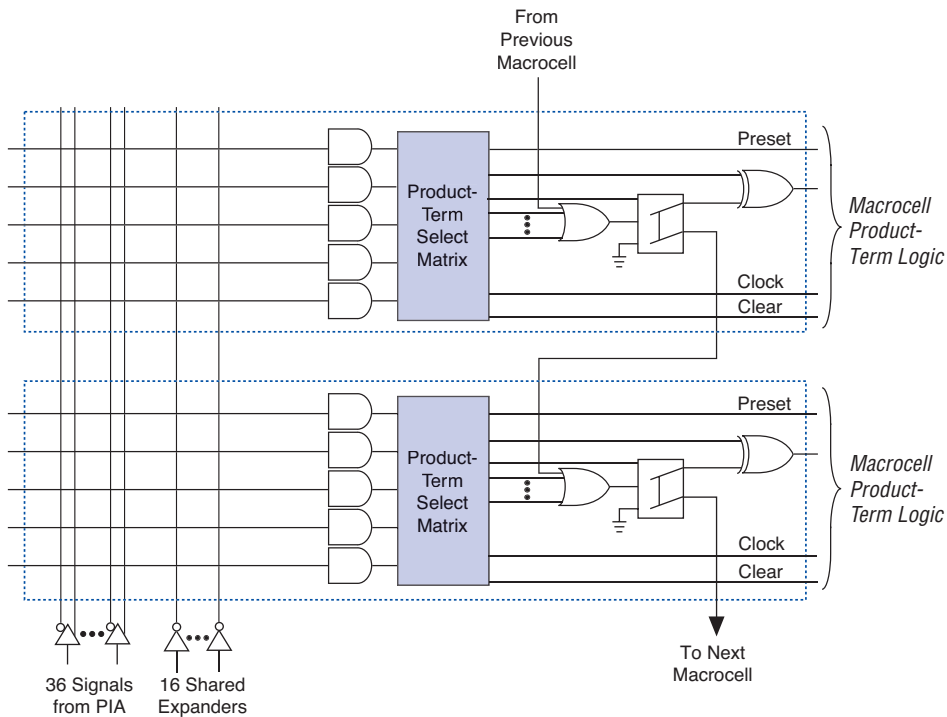 From
Previous
Macrocell
Preset
Product-
Term
Select
Matrix
Macrocell
Product-
Term Logic
Clock
Clear
Preset
Product-
Term
Select
Matrix
Macrocell
Product-
Term Logic
Clock
Clear
36 Signals
from PIA
16 Shared
Expanders
To Next
Macrocell